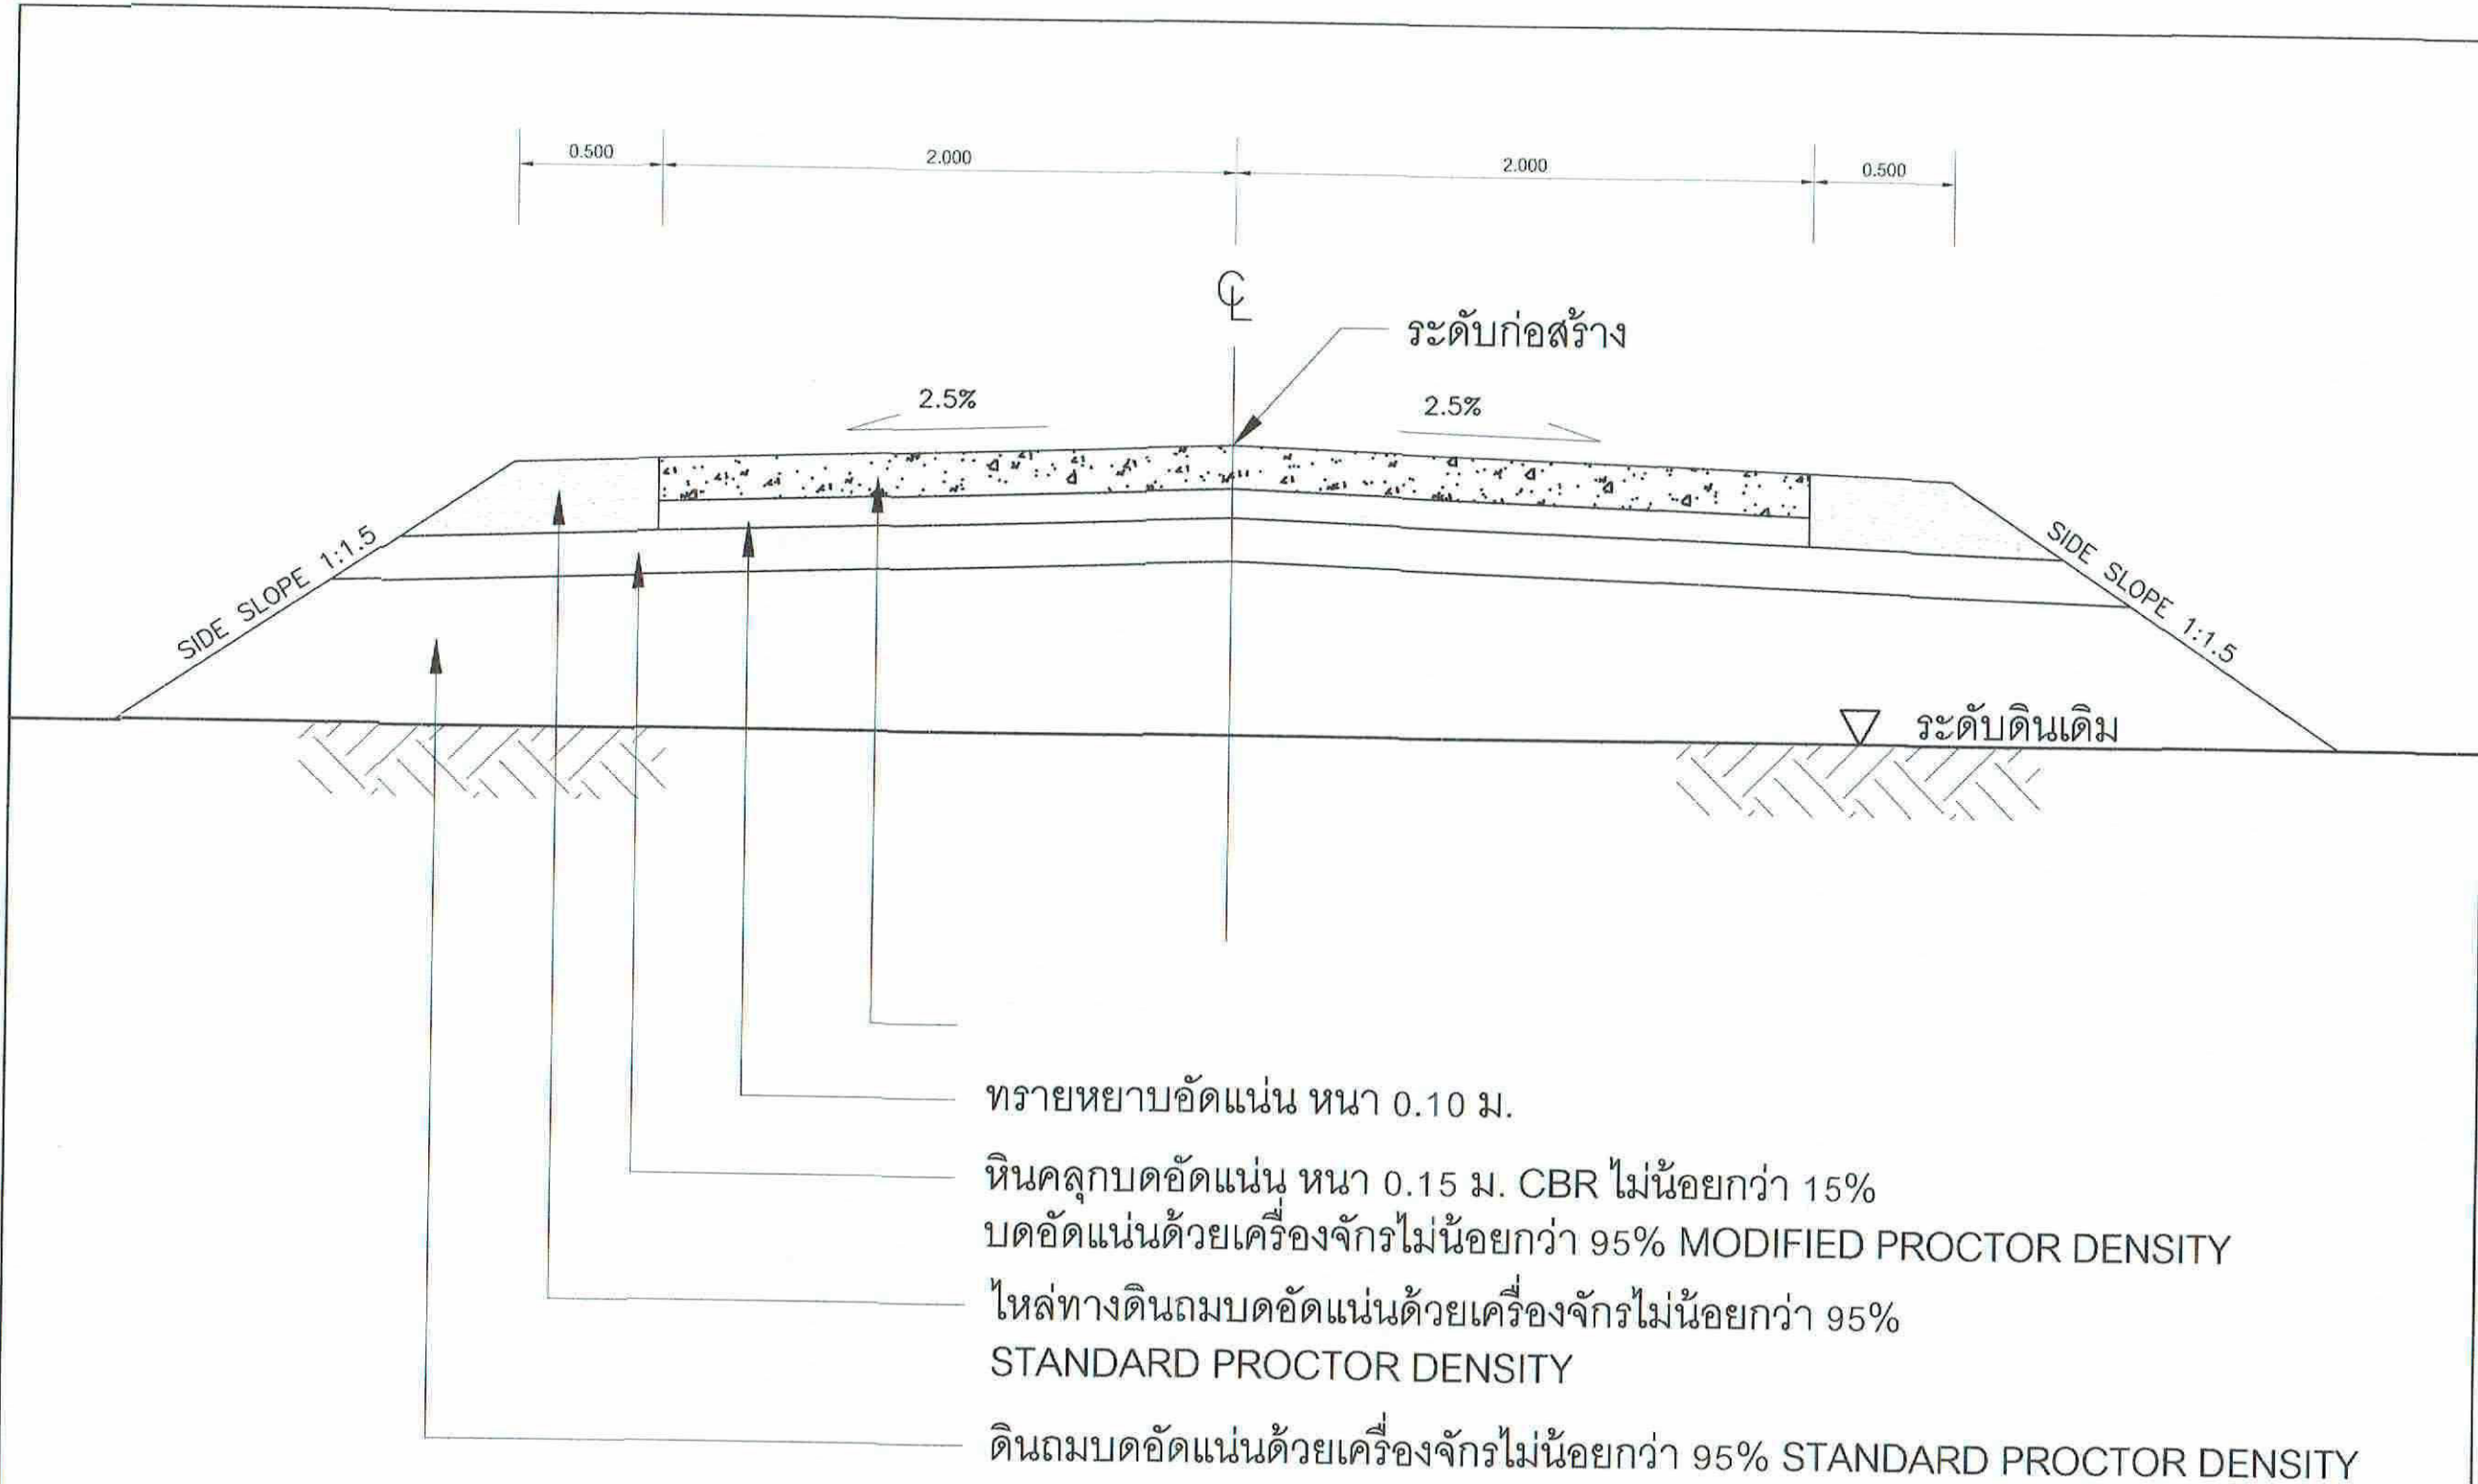 0.500 2.000 2.000 0.500
℄
ระดับก่อสร้าง
2.5% 2.5%
SIDE SLOPE 1:1.5
SIDE SLOPE 1:1.5
ระดับดินเดิม
ทรายหยาบอัดแน่น หนา 0.10 ม.
หินคลุกบดอัดแน่น หนา 0.15 ม. CBR ไม่น้อยกว่า 15%
บดอัดแน่นด้วยเครื่องจักรไม่น้อยกว่า 95% MODIFIED PROCTOR DENSITY
ไหล่ทางดินถมบดอัดแน่นด้วยเครื่องจักรไม่น้อยกว่า 95%
STANDARD PROCTOR DENSITY
ดินถมบดอัดแน่นด้วยเครื่องจักรไม่น้อยกว่า 95% STANDARD PROCTOR DENSITY